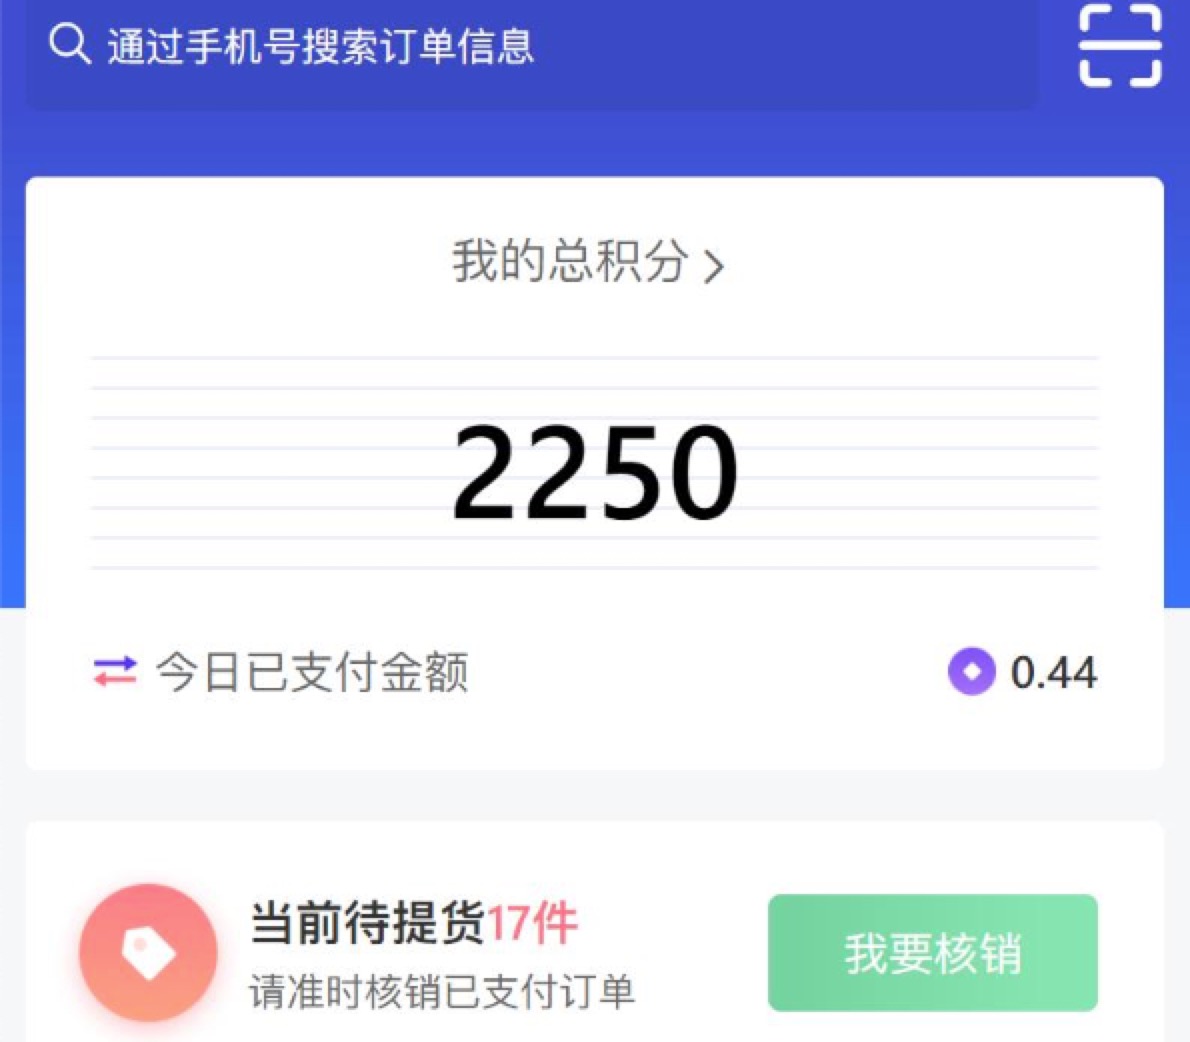 通过手机号搜索订单信息
我的总积分
2250
今日已支付金额 0.44
当前待提货17件
请准时核销已支付订单
我要核销